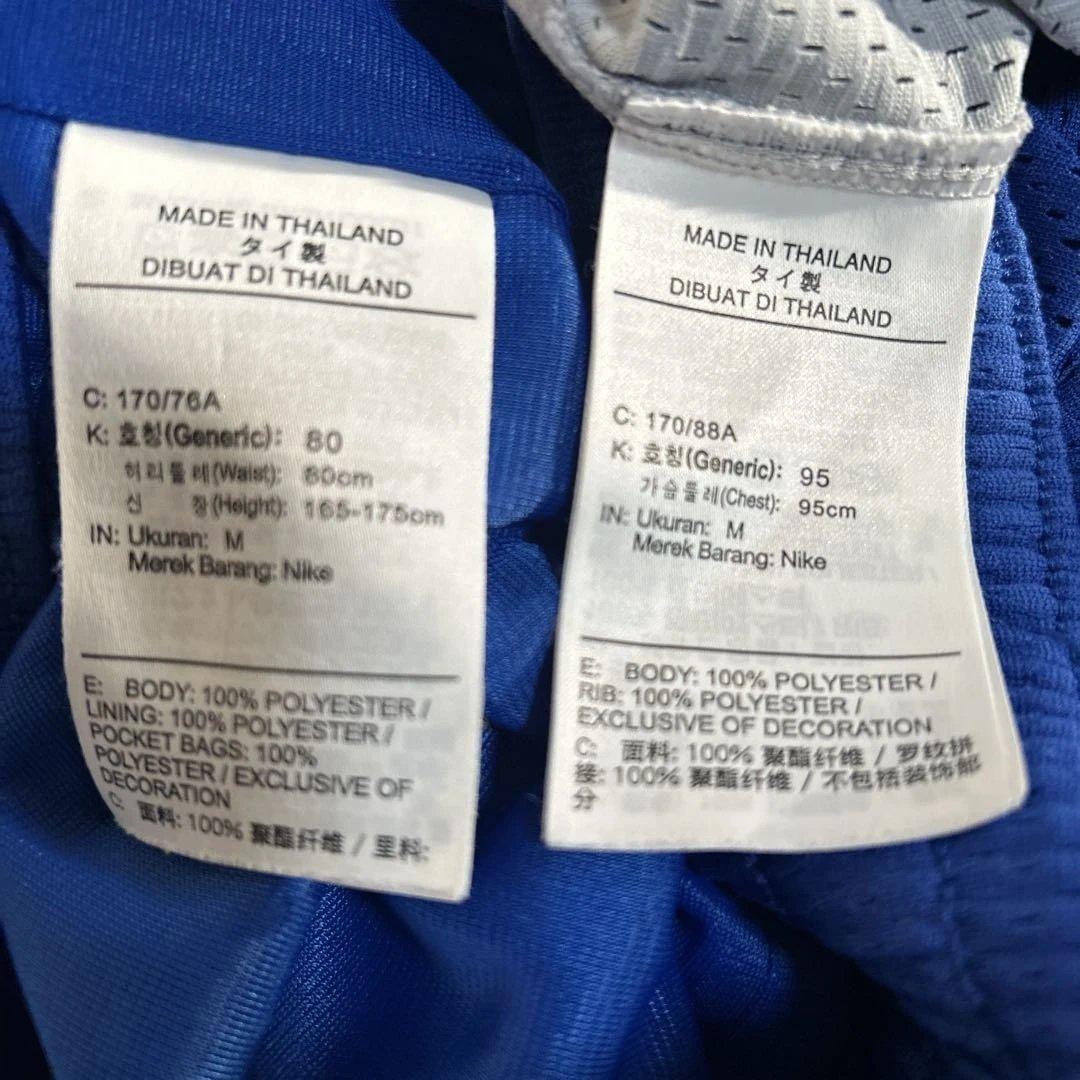 MADE IN THAILAND
タイ製
DIBUAT DI THAILAND
C: 170/76A
K: 호칭(Generic): 80
허리둘레(Waist): 80cm
신 장(Height): 165-175cm
IN: Ukuran: M
Merek Barang: Nike
E: BODY: 100% POLYESTER /
LINING: 100% POLYESTER /
POCKET BAGS: 100%
POLYESTER / EXCLUSIVE OF
DECORATION
C: 面料: 100% 聚酯纤维 / 里料:
MADE IN THAILAND
タイ製
DIBUAT DI THAILAND
C: 170/88A
K: 호칭(Generic): 95
가슴둘레(Chest): 95cm
IN: Ukuran: M
Merek Barang: Nike
E: BODY: 100% POLYESTER /
RIB: 100% POLYESTER /
EXCLUSIVE OF DECORATION
C: 面料: 100% 聚酯纤维 / 罗纹拼
接: 100% 聚酯纤维 / 不包括装饰部
分